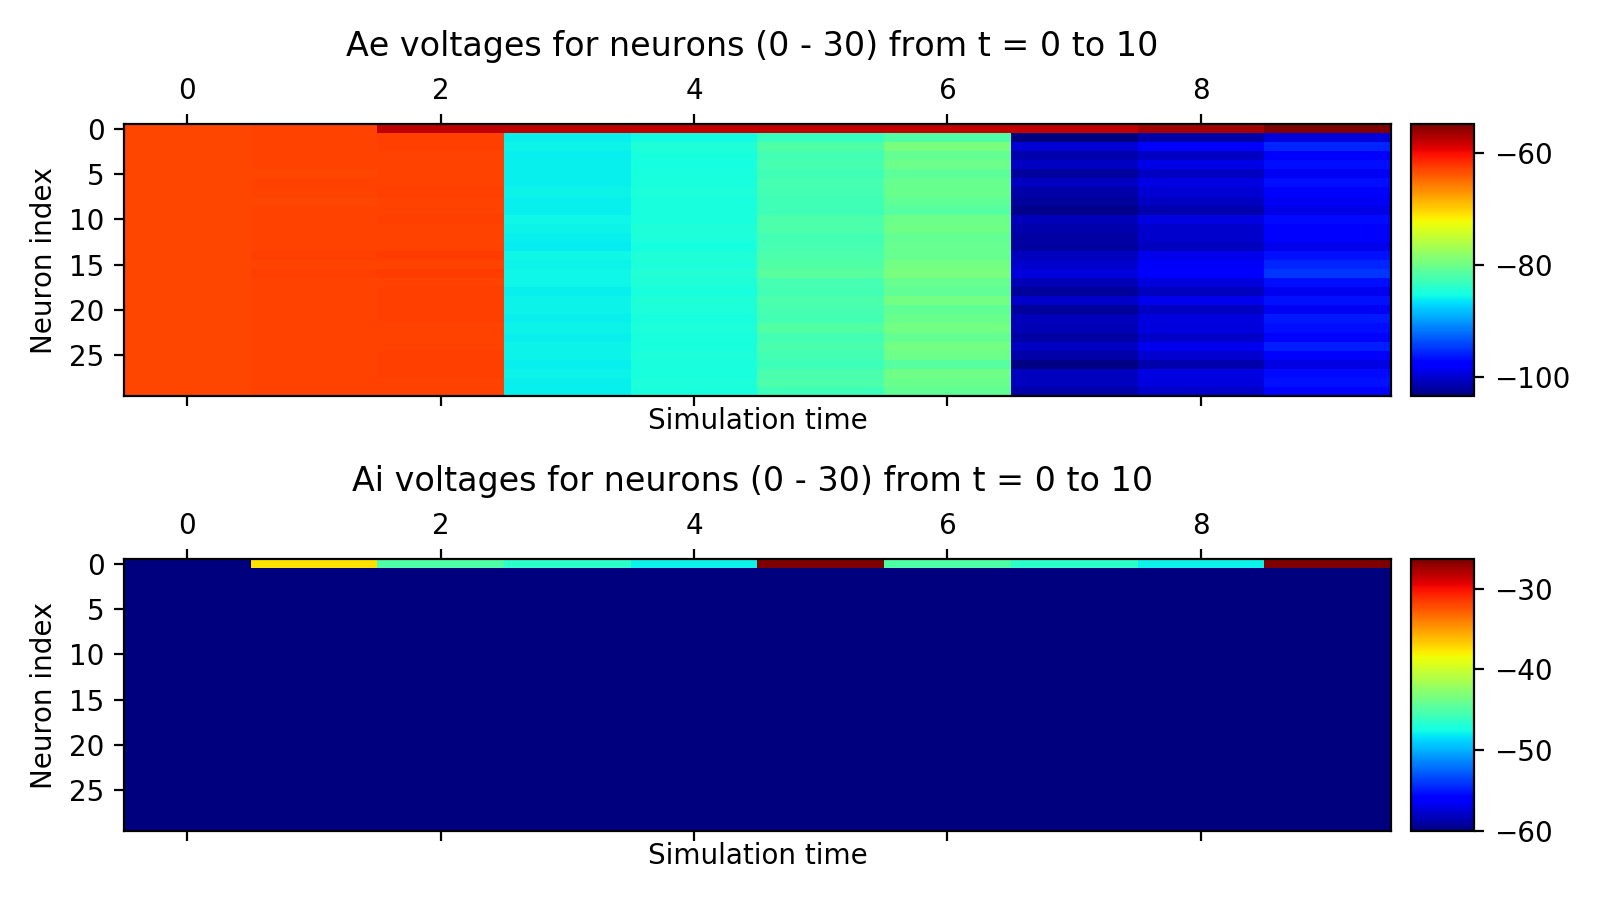 Ae voltages for neurons (0 - 30) from t = 0 to 10
0 2 4 6 8
Neuron index
0
5
10
15
20
25
Simulation time
−60
−80
−100
Ai voltages for neurons (0 - 30) from t = 0 to 10
0 2 4 6 8
Neuron index
0
5
10
15
20
25
Simulation time
−30
−40
−50
−60